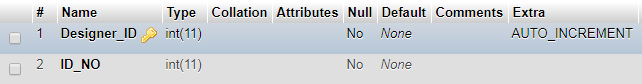 # Name Type Collation Attributes Null Default Comments Extra
1 Designer_ID int(11) No None AUTO_INCREMENT
2 ID_NO int(11) No None